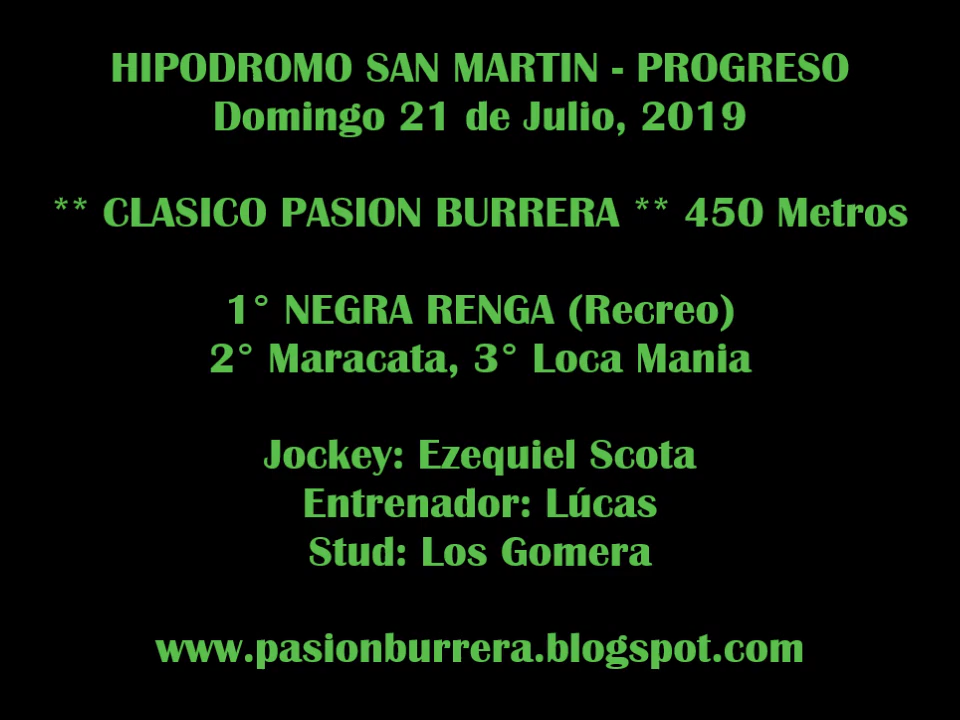 HIPODROMO SAN MARTIN - PROGRESO
Domingo 21 de Julio, 2019
** CLASICO PASION BURRERA ** 450 Metros
1° NEGRA RENGA (Recreo)
2° Maracata, 3° Loca Mania
Jockey: Ezequiel Scota
Entrenador: Lúcas
Stud: Los Gomera
www.pasionburrera.blogspot.com